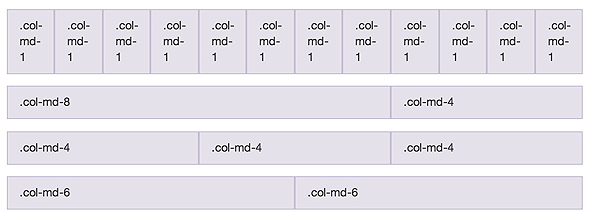 .col- .col- .col- .col- .col- .col- .col- .col- .col- .col- .col- .col-
md- md- md- md- md- md- md- md- md- md- md- md-
1 1 1 1 1 1 1 1 1 1 1 1
.col-md-8 .col-md-4
.col-md-4 .col-md-4 .col-md-4
.col-md-6 .col-md-6